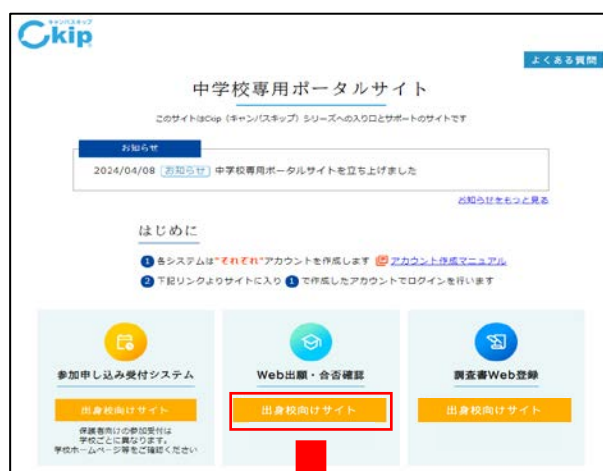 キャンパスキップ
Ckip
よくある質問
中学校専用ポータルサイト
このサイトはCkip（キャンパスキップ）シリーズへの入り口とサポートのサイトです
お知らせ
2024/04/08 お知らせ 中学校専用ポータルサイトを立ち上げました
お知らせをもっと見る
はじめに
1 各システムは"それぞれ"アカウントを作成します アカウント作成マニュアル
2 下記リンクよりサイトに入り 1 で作成したアカウントでログインを行います
参加申し込み受付システム
Web出願・合否確認
調査書Web登録
出身校向けサイト
出身校向けサイト
出身校向けサイト
保護者向けの参加受付は
学校ごとに異なります。
学校ホームページ等をご確認ください